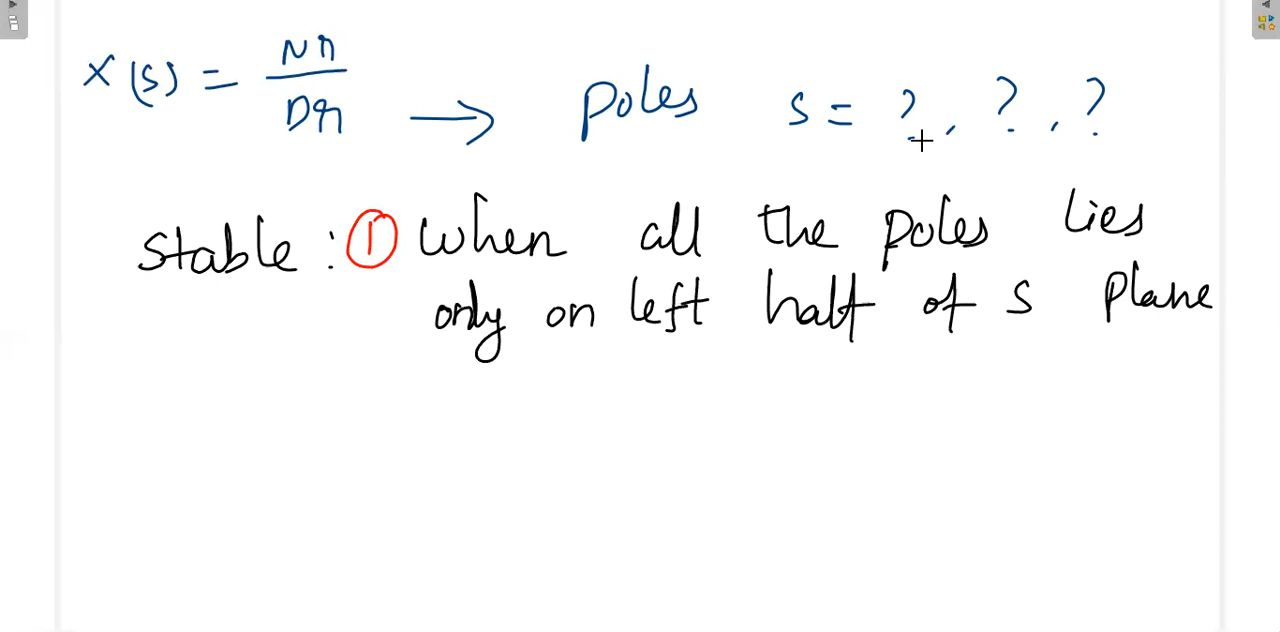 X(s) = Nr / Dr → Poles s = ?, ?, ?
Stable : ① When all the Poles Lies
only on left half of s Plane